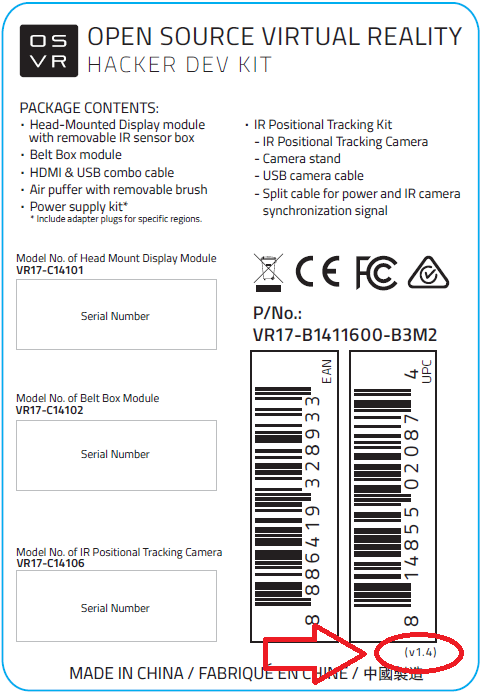 OS
VR
OPEN SOURCE VIRTUAL REALITY
HACKER DEV KIT
PACKAGE CONTENTS:
· Head-Mounted Display module
with removable IR sensor box
· Belt Box module
· HDMI & USB combo cable
· Air puffer with removable brush
· Power supply kit*
* Include adapter plugs for specific regions.
· IR Positional Tracking Kit
- IR Positional Tracking Camera
- Camera stand
- USB camera cable
- Split cable for power and IR camera
synchronization signal
Model No. of Head Mount Display Module
VR17-C14101
Serial Number
Model No. of Belt Box Module
VR17-C14102
Serial Number
Model No. of IR Positional Tracking Camera
VR17-C14106
Serial Number
CE FC
P/No.:
VR17-B1411600-B3M2
EAN
8 886419 328933
UPC
8 14855 02087 4
(v1.4)
MADE IN CHINA / FABRIQUÉ EN CHINE / 中國製造